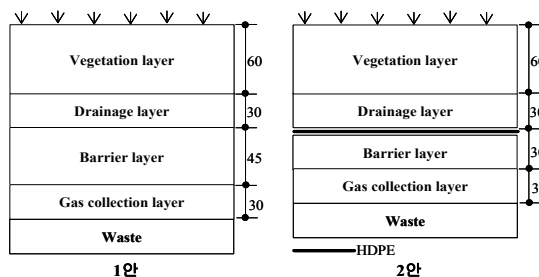 Vegetation layer
60
Drainage layer
30
Barrier layer
45
Gas collection layer
30
Waste
1안
Vegetation layer
Drainage layer
Barrier layer
Gas collection layer
Waste
HDPE
2안